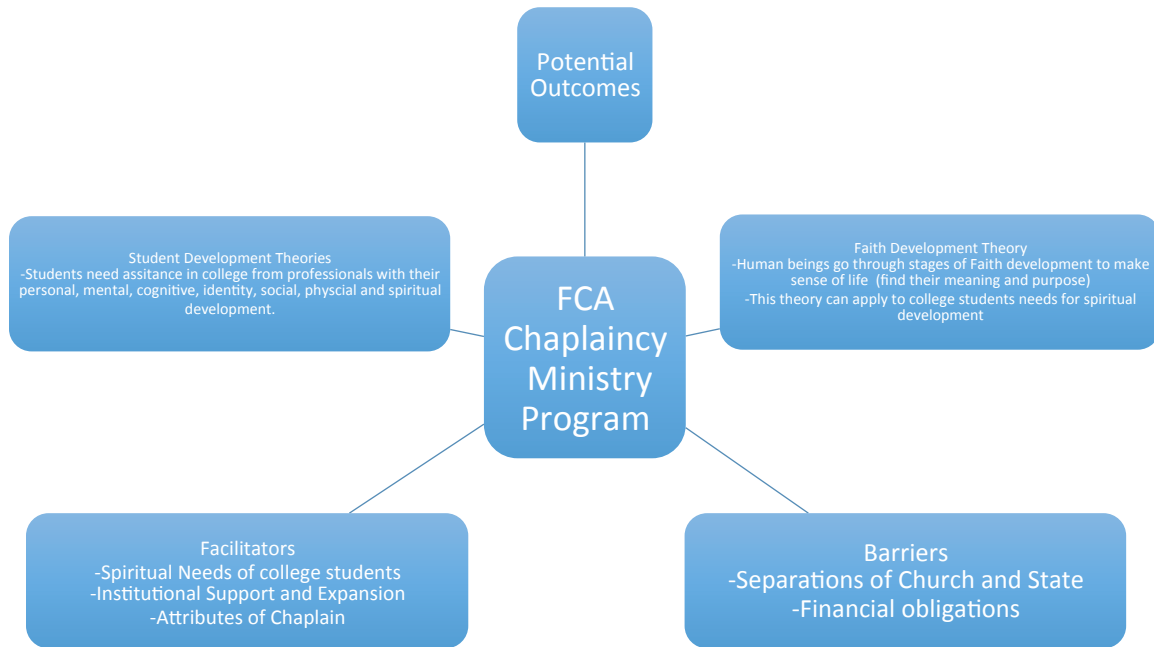 Potential
Outcomes
Student Development Theories
-Students need assitance in college from professionals with their
personal, mental, cognitive, identity, social, physcial and spiritual
development.
Faith Development Theory
-Human beings go through stages of Faith development to make
sense of life  (find their meaning and purpose)
-This theory can apply to college students needs for spiritual
development
FCA
Chaplaincy
Ministry
Program
Facilitators
-Spiritual Needs of college students
-Institutional Support and Expansion
-Attributes of Chaplain
Barriers
-Separations of Church and State
-Financial obligations